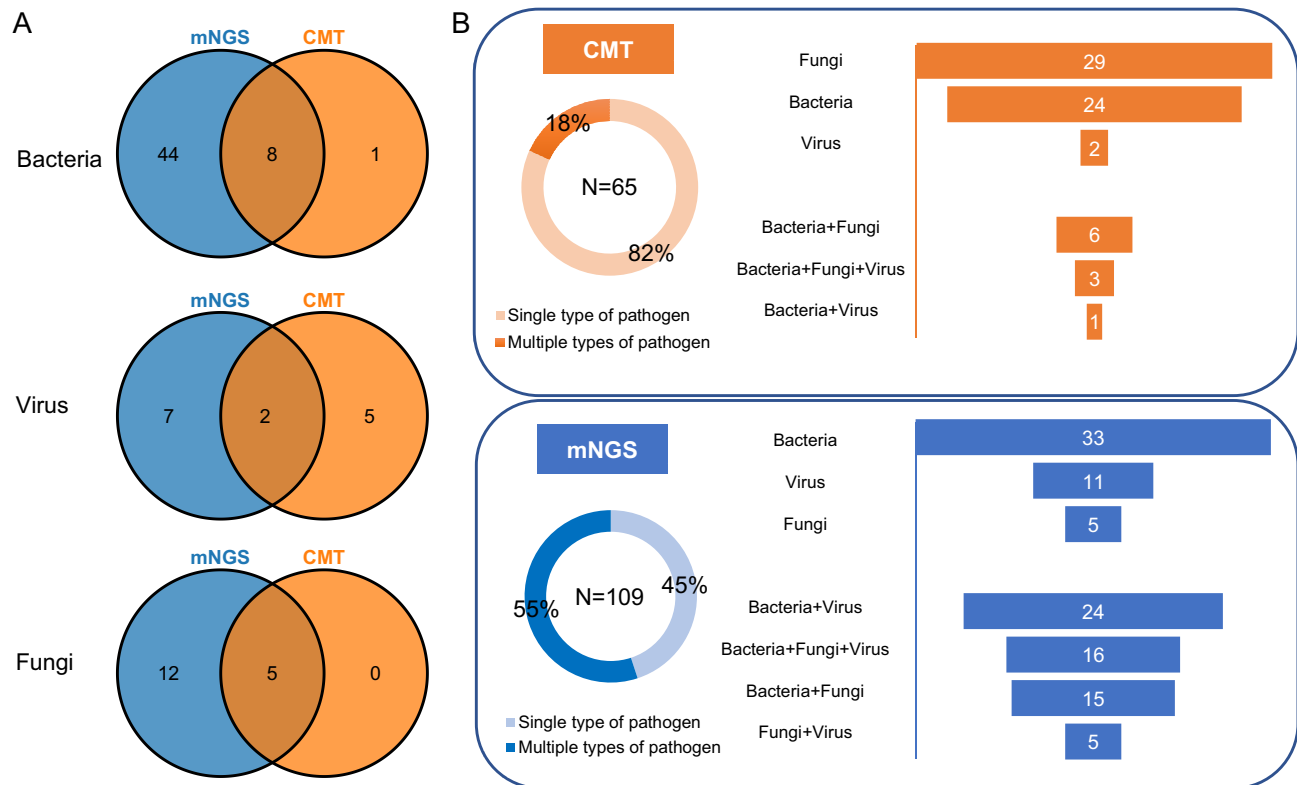 A
mNGS CMT
Bacteria 44 8 1
mNGS CMT
Virus 7 2 5
mNGS CMT
Fungi 12 5 0
B
CMT
18%
N=65
82%
Single type of pathogen
Multiple types of pathogen
Fungi 29
Bacteria 24
Virus 2
Bacteria+Fungi 6
Bacteria+Fungi+Virus 3
Bacteria+Virus 1
mNGS
45%
N=109
55%
Single type of pathogen
Multiple types of pathogen
Bacteria 33
Virus 11
Fungi 5
Bacteria+Virus 24
Bacteria+Fungi+Virus 16
Bacteria+Fungi 15
Fungi+Virus 5